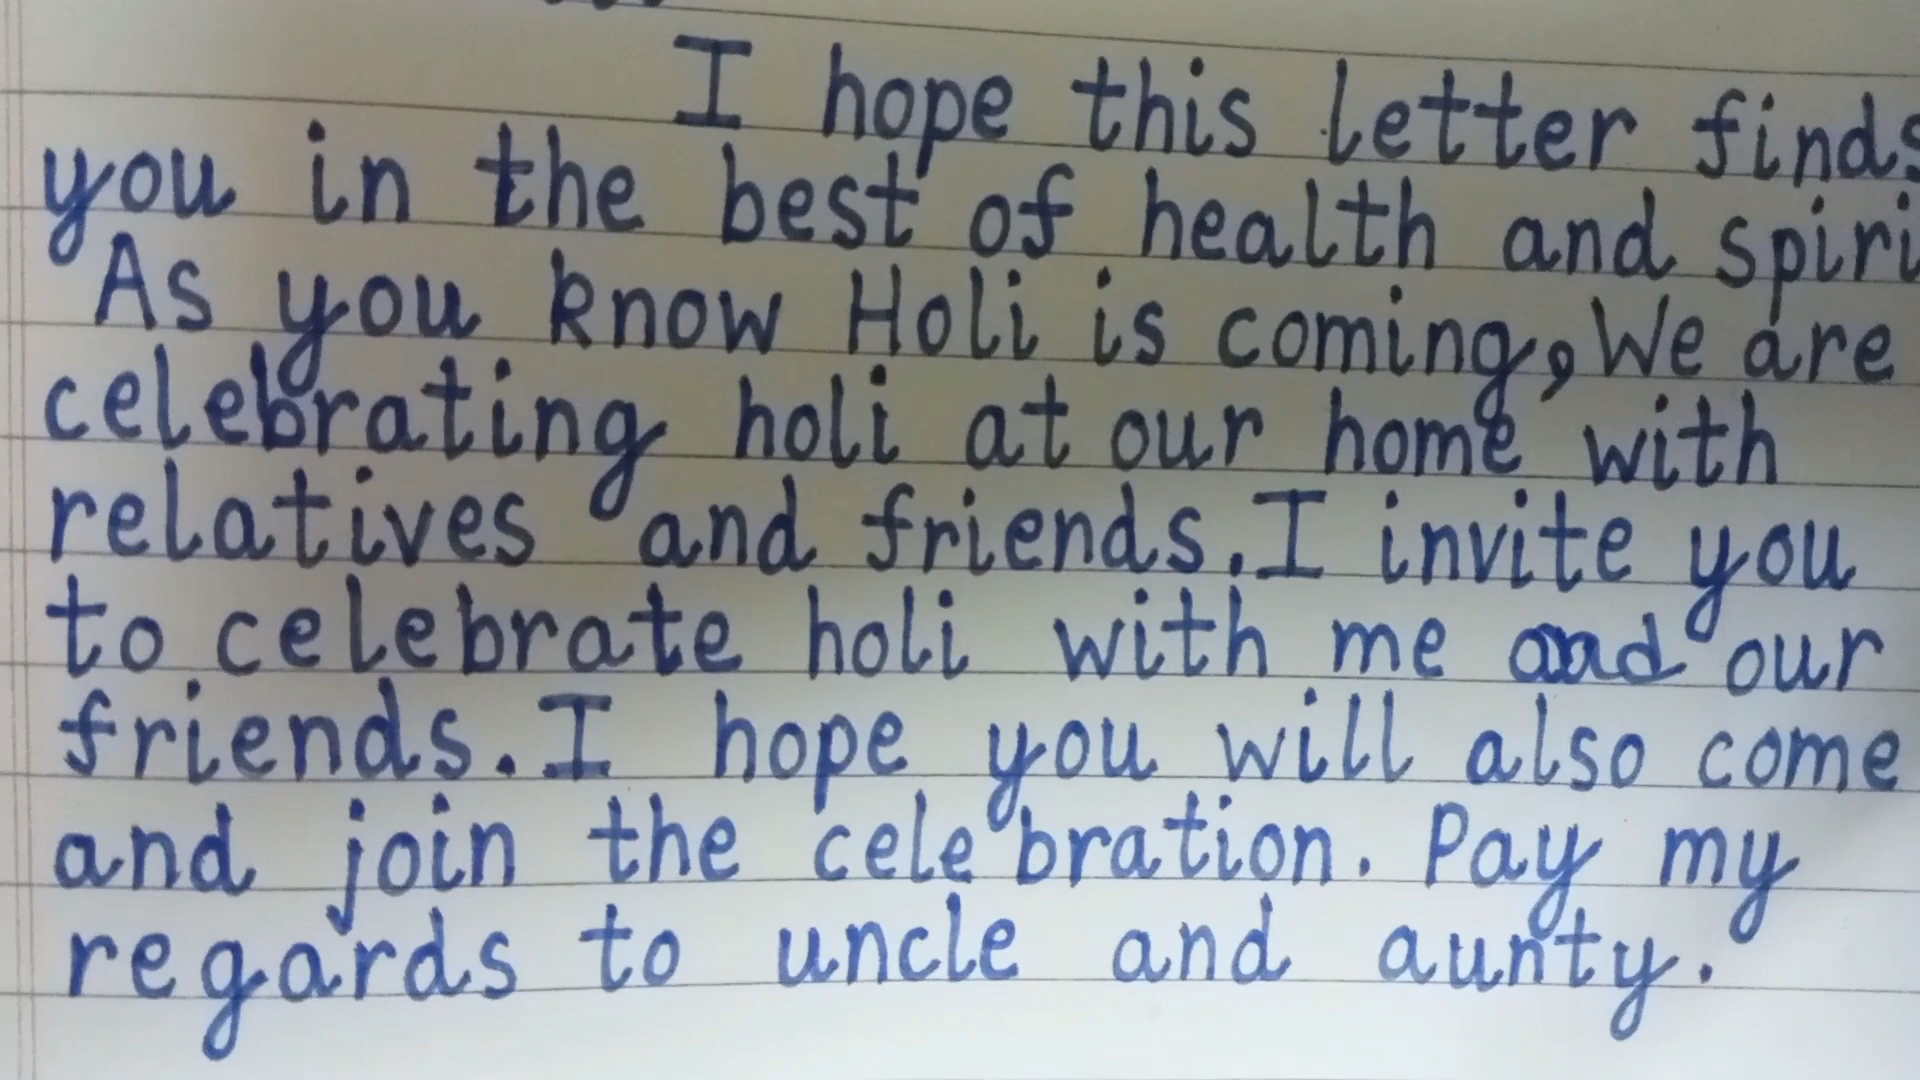 I hope this letter finds
you in the best of health and spiri
As you know Holi is coming, We are
celebrating holi at our home with
relatives and friends. I invite you
to celebrate holi with me and our
friends. I hope you will also come
and join the celebration. Pay my
regards to uncle and aunty.